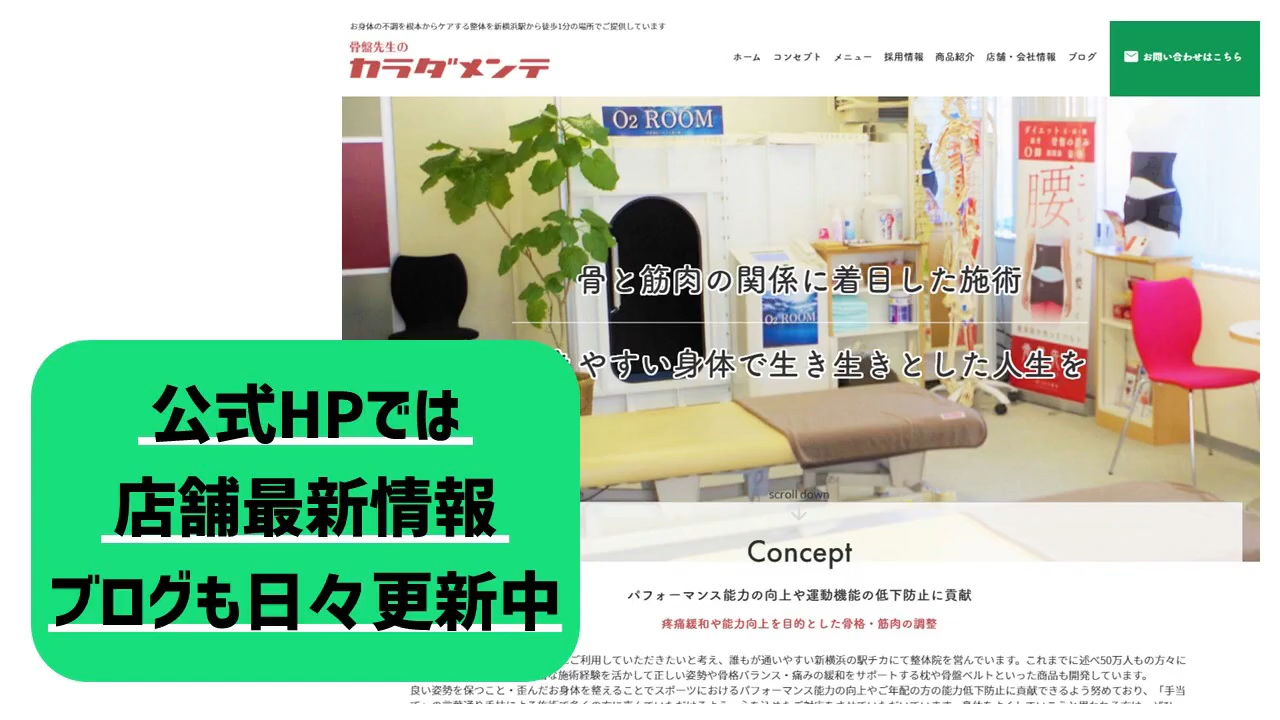 お身体の不調を根本からケアする整体を新横浜駅から徒歩1分の場所でご提供しています
骨盤先生の
カラダメンテ
ホーム コンセプト メニュー 採用情報 商品紹介 店舗・会社情報 ブログ
お問い合わせはこちら
O2 ROOM
ダイエット
O脚
腰
O2 ROOM
骨と筋肉の関係に着目した施術
やすい身体で生き生きとした人生を
公式HPでは
店舗最新情報
ブログも日々更新中
scroll down
Concept
パフォーマンス能力の向上や運動機能の低下防止に貢献
疼痛緩和や能力向上を目的とした骨格・筋肉の調整
ご利用していただきたいと考え、誰もが通いやすい新横浜の駅チカにて整体院を営んでいます。これまでに述べ50万人もの方々に
な施術経験を活かして正しい姿勢や骨格バランス・痛みの緩和をサポートする枕や骨盤ベルトといった商品も開発しています。
良い姿勢を保つこと・歪んだお身体を整えることでスポーツにおけるパフォーマンス能力の向上やご年配の方の能力低下防止に貢献できるよう努めており、「手当